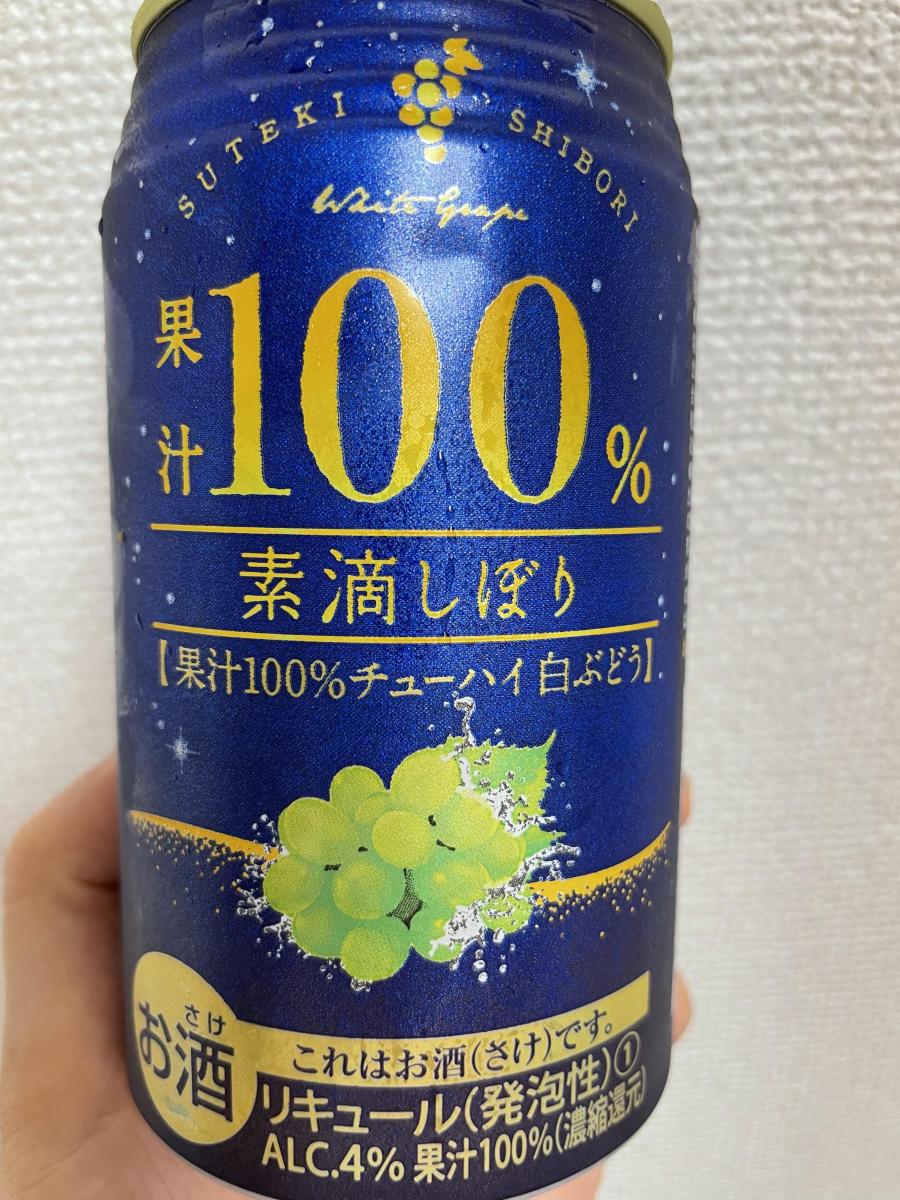 SUTEKI SHIBORI
White Grape
果汁100%
素滴しぼり
【果汁100%チューハイ白ぶどう】
さけ
お酒
これはお酒(さけ)です。
リキュール(発泡性)①
ALC.4% 果汁100%(濃縮還元)